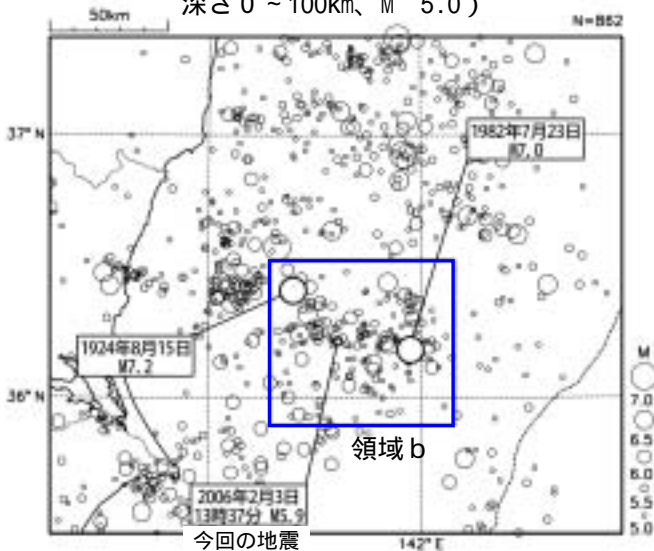 50km
深さ0~100km、M 5.0)
N=862
37°N
1982年7月23日
M7.0
1924年8月15日
M7.2
36°N
領域b
2006年2月3日
13時37分 M5.9
今回の地震
142°E
M
7.0
6.5
6.0
5.5
5.0